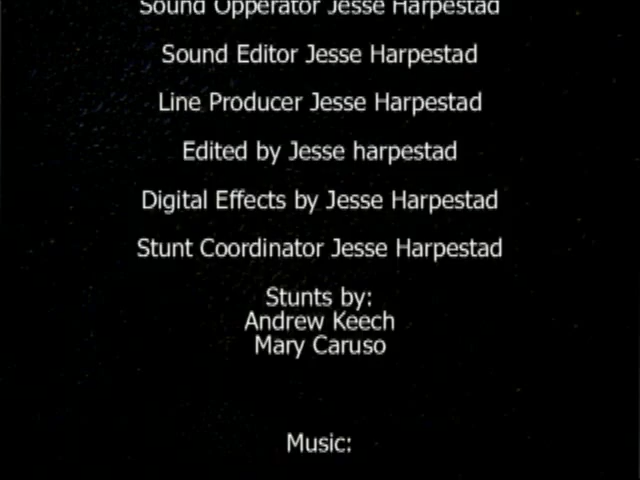 Sound Opperator Jesse Harpestad
Sound Editor Jesse Harpestad
Line Producer Jesse Harpestad
Edited by Jesse harpestad
Digital Effects by Jesse Harpestad
Stunt Coordinator Jesse Harpestad
Stunts by:
Andrew Keech
Mary Caruso
Music: